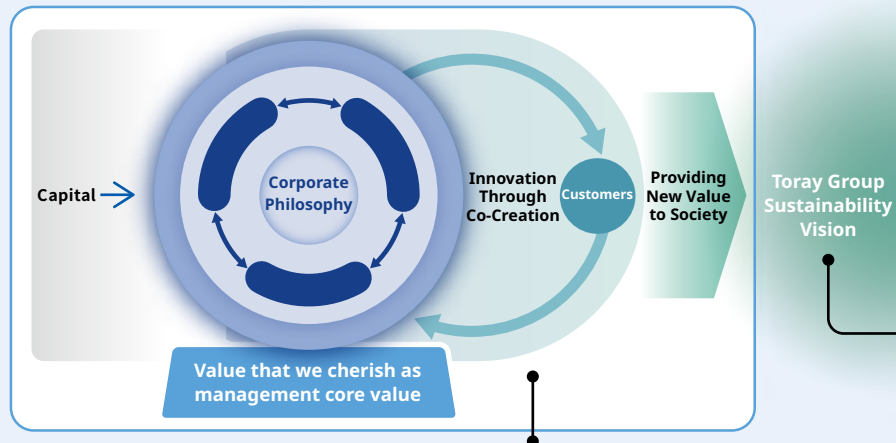 Capital
Corporate
Philosophy
Innovation
Through
Co-Creation
Customers
Providing
New Value
to Society
Toray Group
Sustainability
Vision
Value that we cherish as
management core value